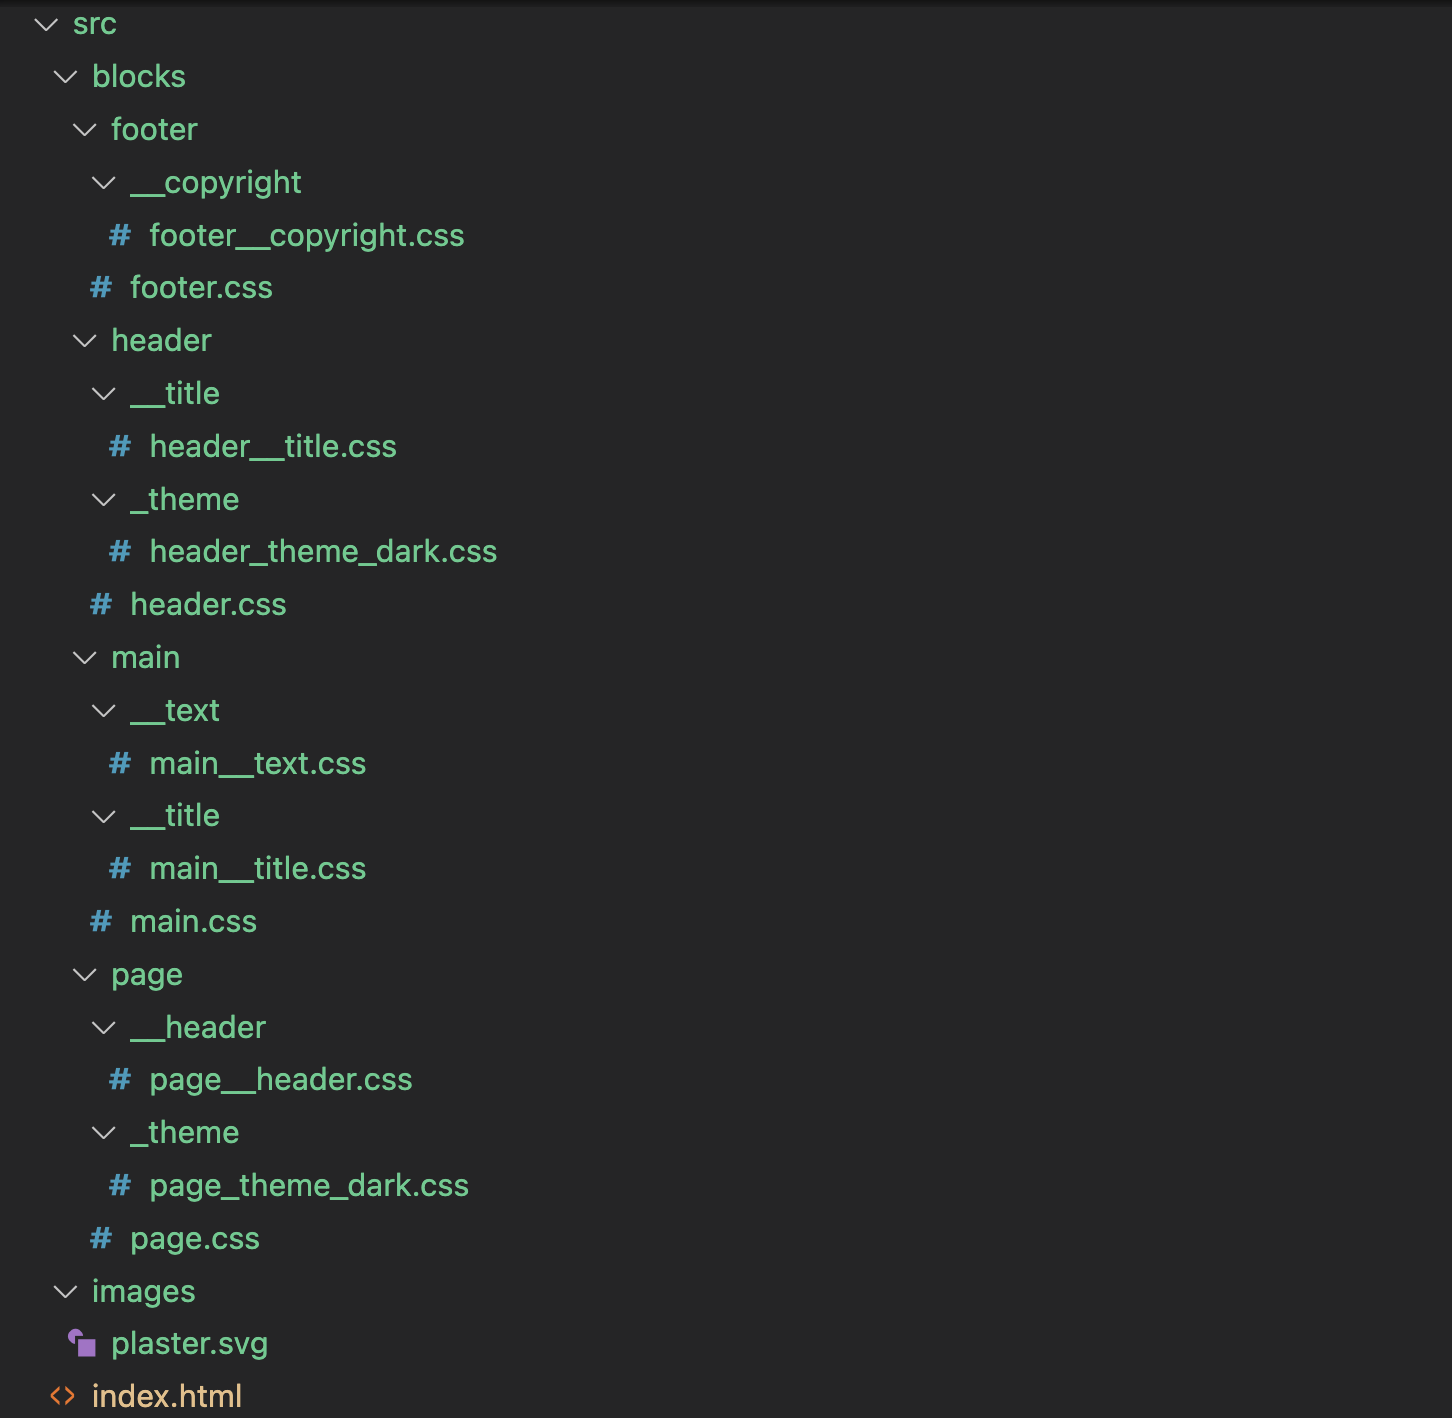 src
blocks
footer
__copyright
# footer__copyright.css
# footer.css
header
__title
# header__title.css
_theme
# header_theme_dark.css
# header.css
main
__text
# main__text.css
__title
# main__title.css
# main.css
page
__header
# page__header.css
_theme
# page_theme_dark.css
# page.css
images
plaster.svg
<> index.html